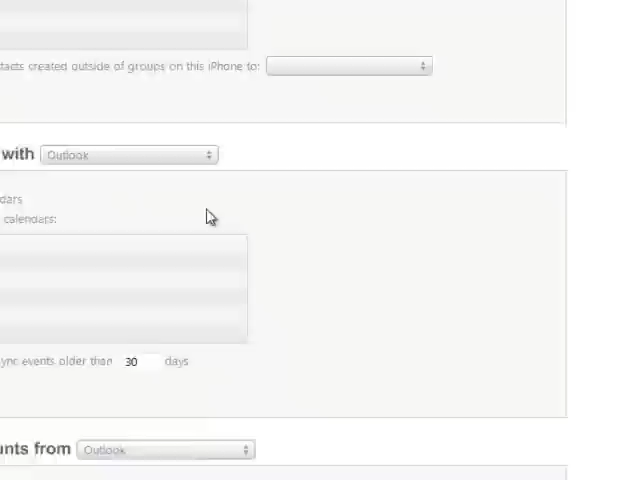 tacts created outside of groups on this iPhone to:
with Outlook
dars
calendars:
ync events older than 30 days
unts from Outlook